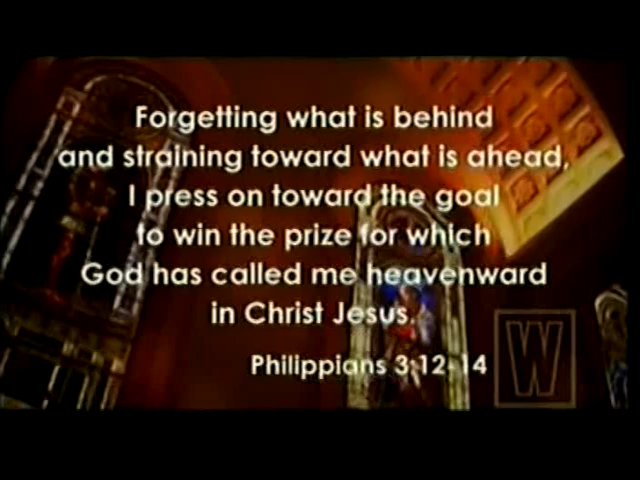 Forgetting what is behind
and straining toward what is ahead,
I press on toward the goal
to win the prize for which
God has called me heavenward
in Christ Jesus.
Philippians 3:12-14
W